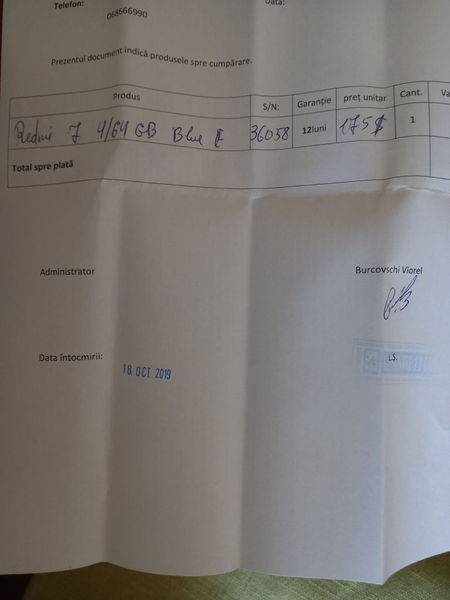 Telefon:
068666990
Data:
Prezentul document indică produsele spre cumpărare.
Produs S/N: Garanție preț unitar Cant. Va
Redmi 7 4/64 GB Blue 36058 12luni 175$ 1
Total spre plată
Administrator Burcovschi Viorel
Data întocmirii: L.Ș.
18. OCT. 2019